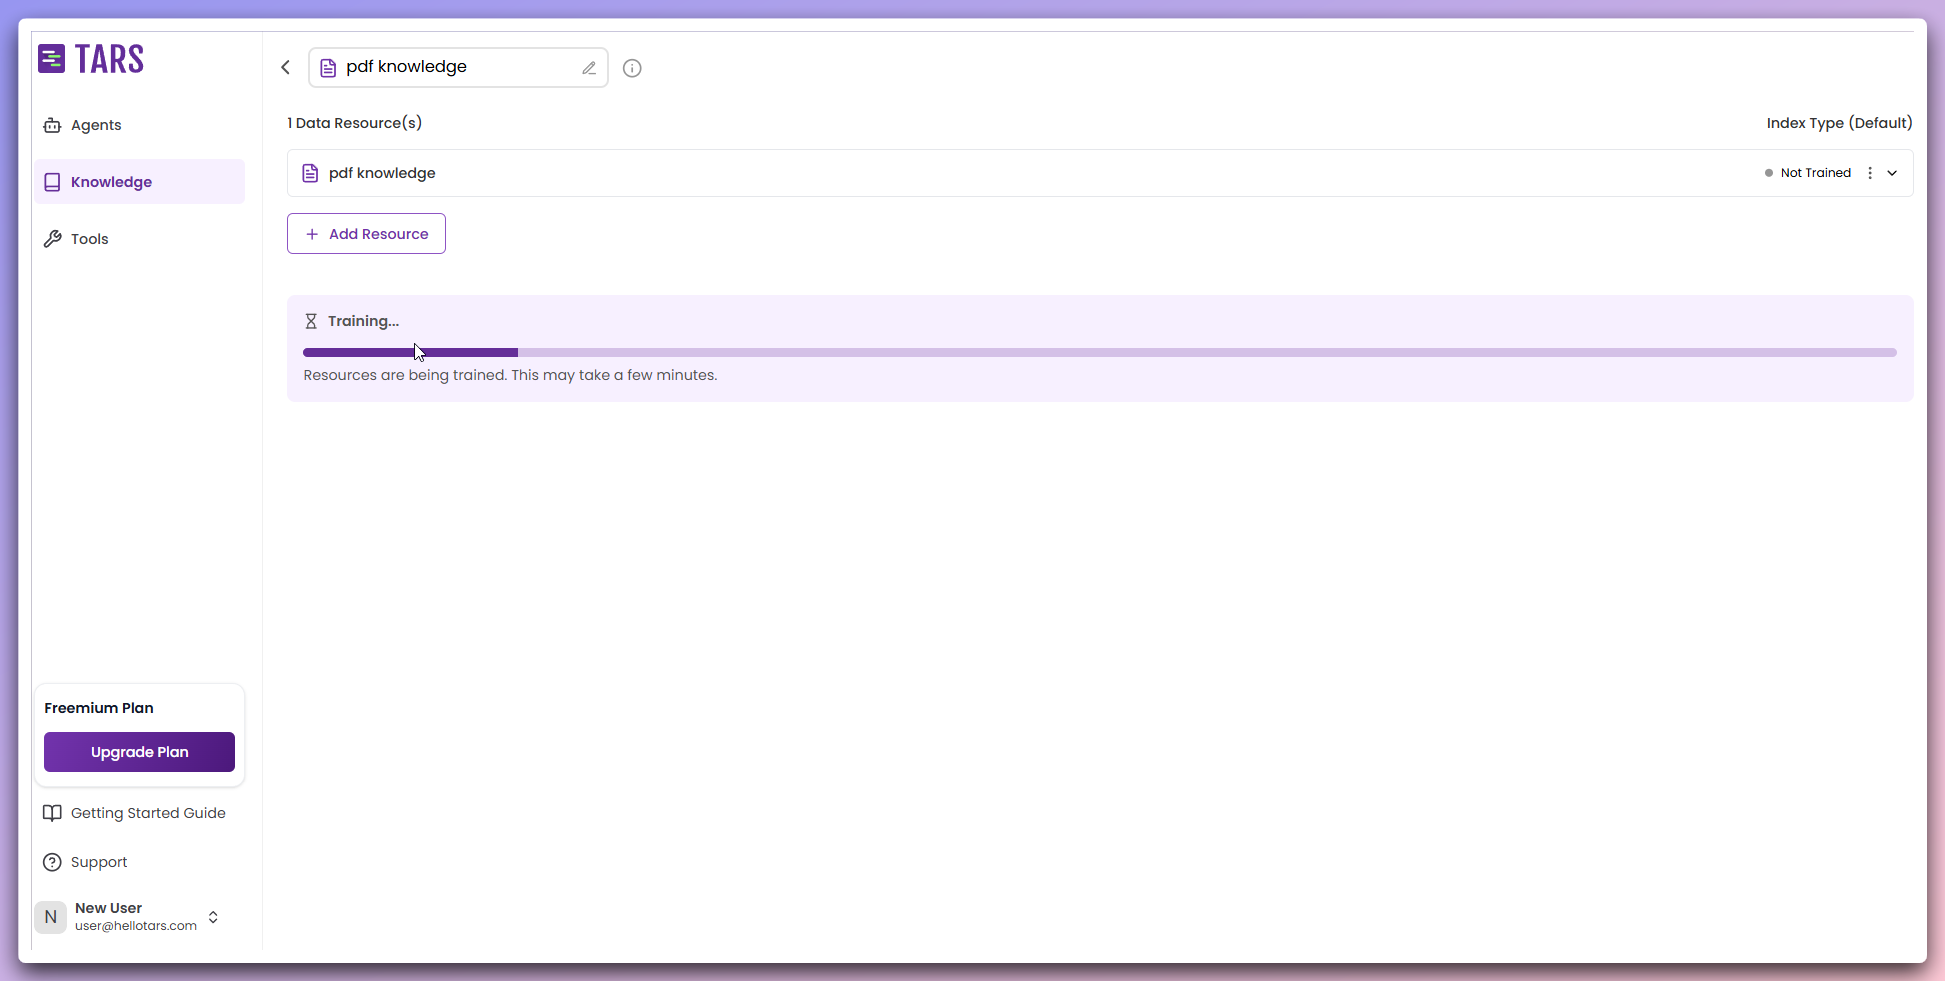 TARS
Agents
Knowledge
Tools
Freemium Plan
Upgrade Plan
Getting Started Guide
Support
N
New User
user@hellotars.com
pdf knowledge
1 Data Resource(s)
Index Type (Default)
pdf knowledge
Not Trained
+ Add Resource
Training...
Resources are being trained. This may take a few minutes.